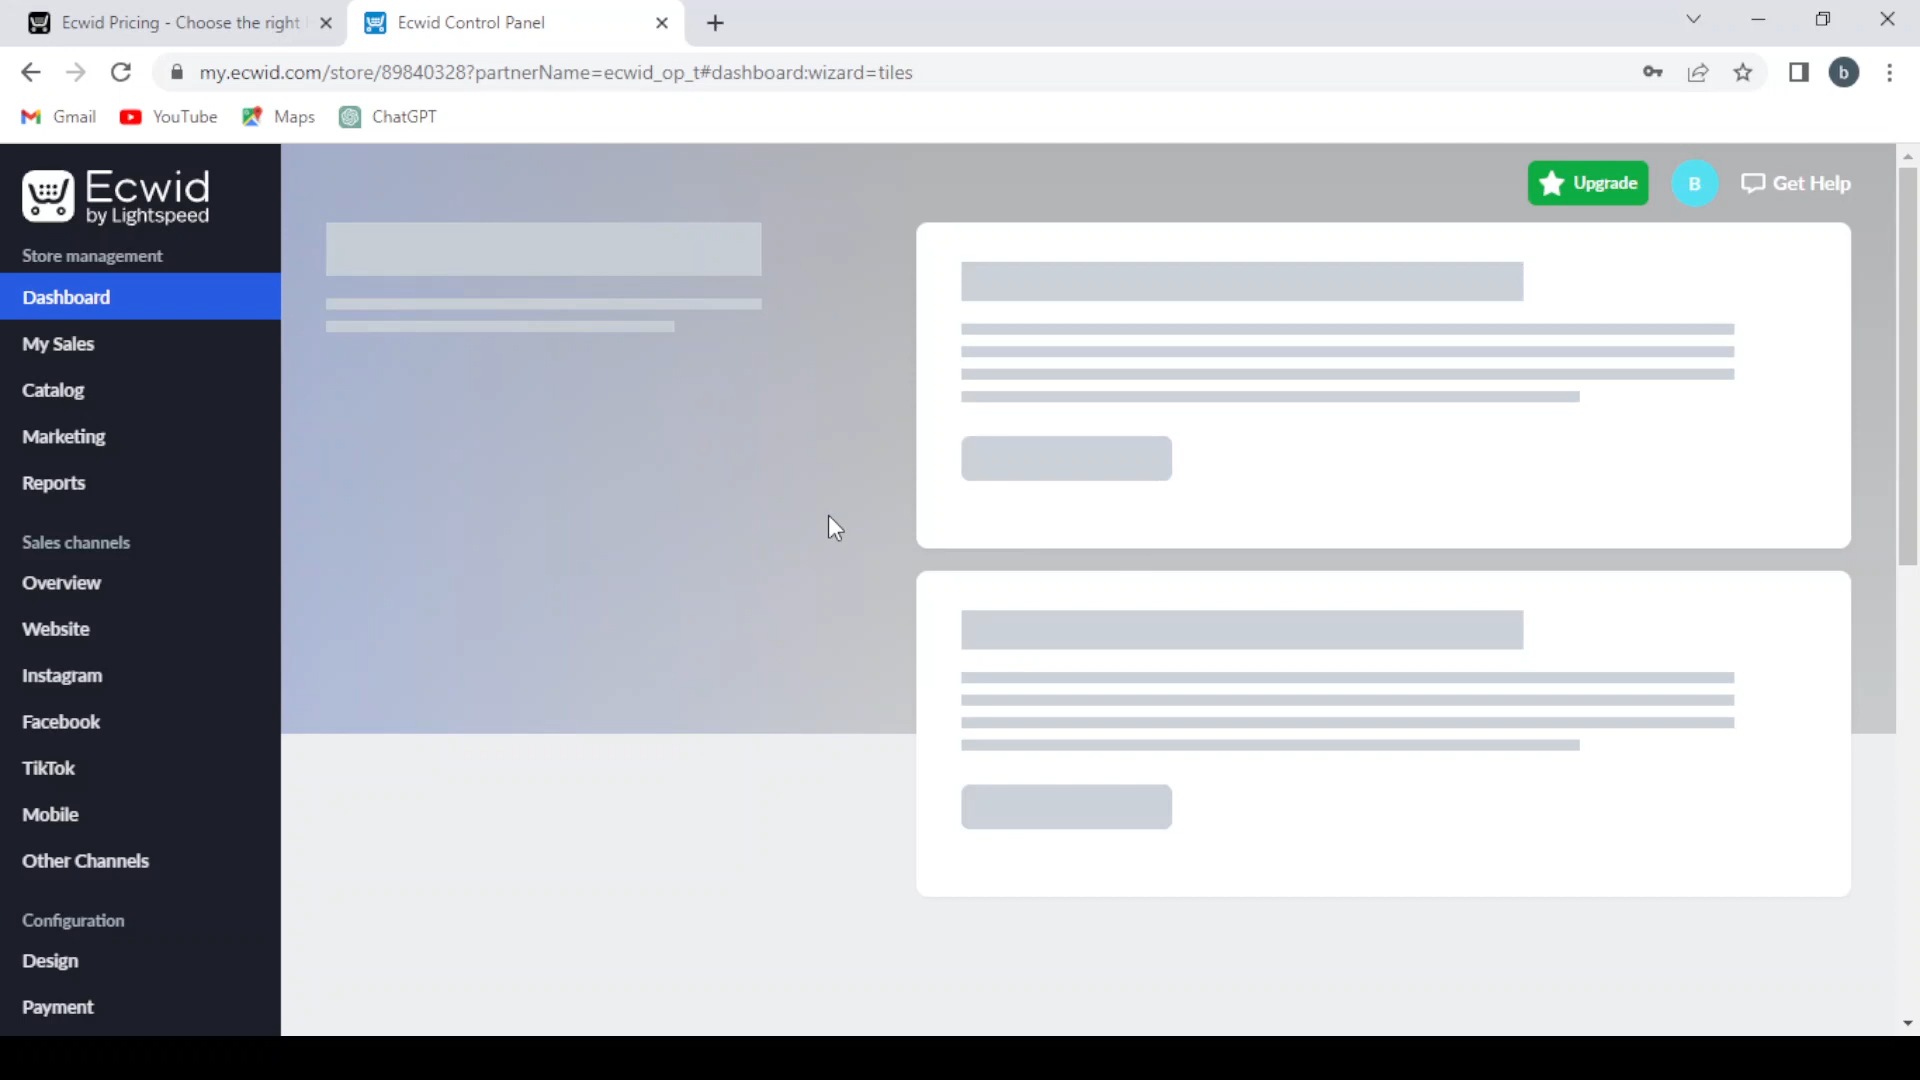 Ecwid Pricing - Choose the right
Ecwid Control Panel
my.ecwid.com/store/89840328?partnerName=ecwid_op_t#dashboard:wizard=tiles
b
Gmail
YouTube
Maps
ChatGPT
Ecwid
by Lightspeed
Upgrade
B
Get Help
Store management
Dashboard
My Sales
Catalog
Marketing
Reports
Sales channels
Overview
Website
Instagram
Facebook
TikTok
Mobile
Other Channels
Configuration
Design
Payment